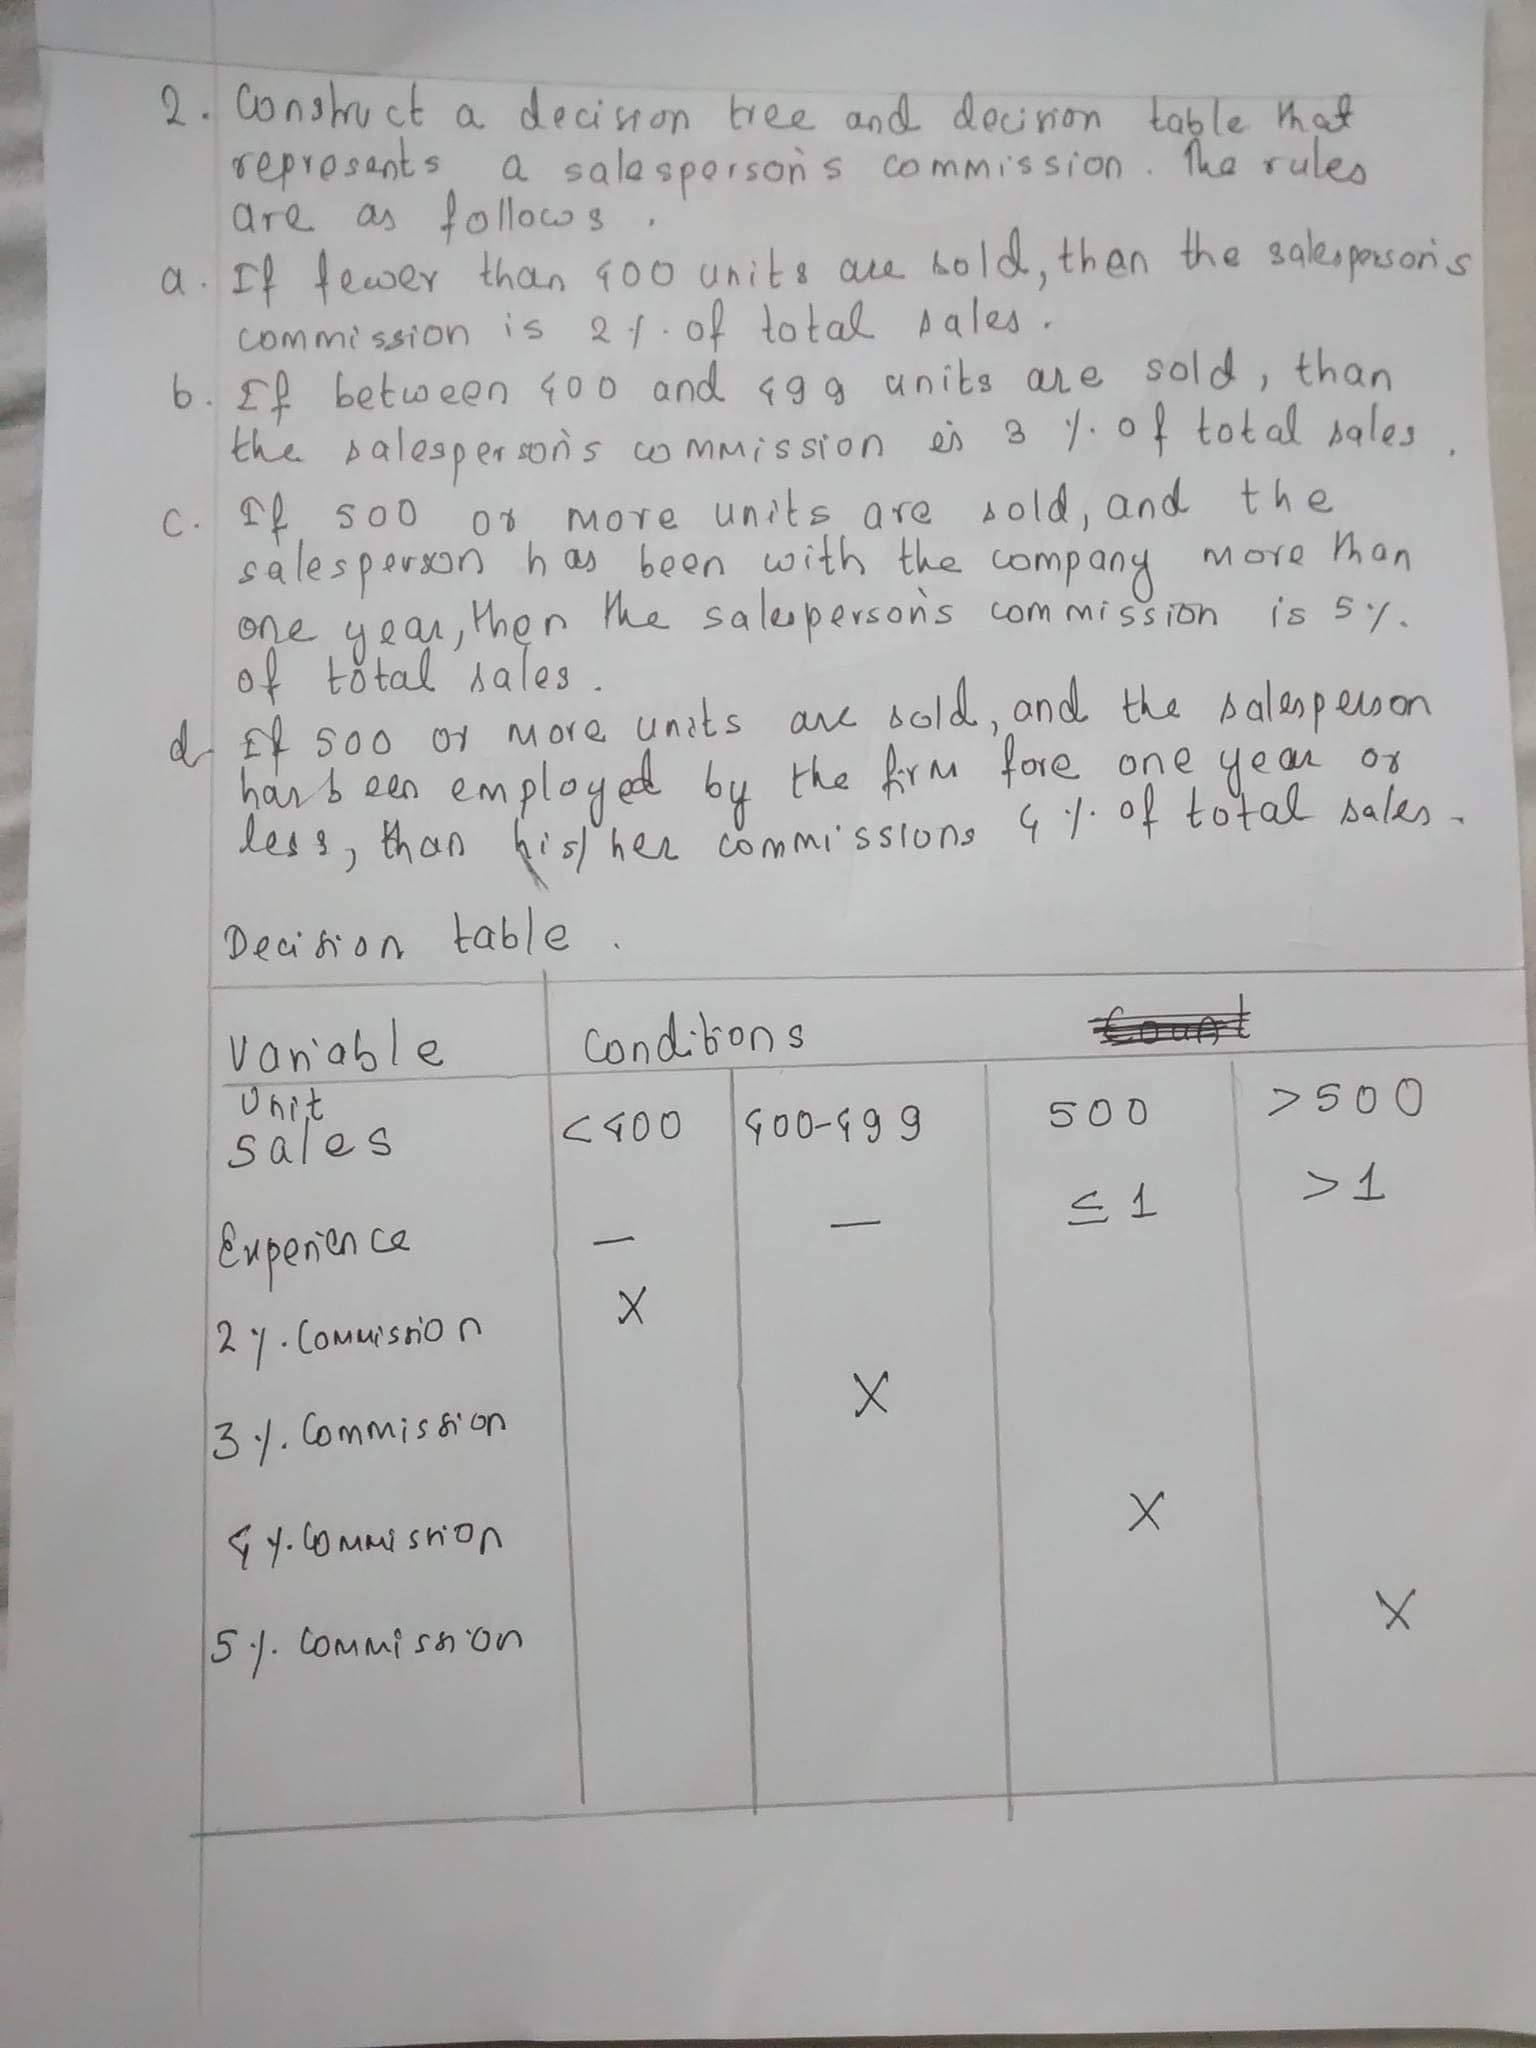 2. Construct a decision tree and decision table that
represents a salesperson's commission. The rules
are as follows.
a. If fewer than 400 units are sold, then the salesperson's
commission is 2%. of total sales.
b. If between 400 and 499 units are sold, than
the salesperson's commission is 3 %. of total sales.
c. If 500 or more units are sold, and the
salesperson has been with the company more than
one year, then the salesperson's commission is 5%.
of total sales.
d. If 500 or more units are sold, and the salesperson
has been employed by the firm fore one year or
less, than his/her commissions 4 %. of total sales.
Decision table.
Variable Conditions Count
Unit
Sales <400 400-499 500 >500
Experience — — ≤1 >1
2%. Commission X
3%. Commission X
4%. Commission X
5%. Commission X